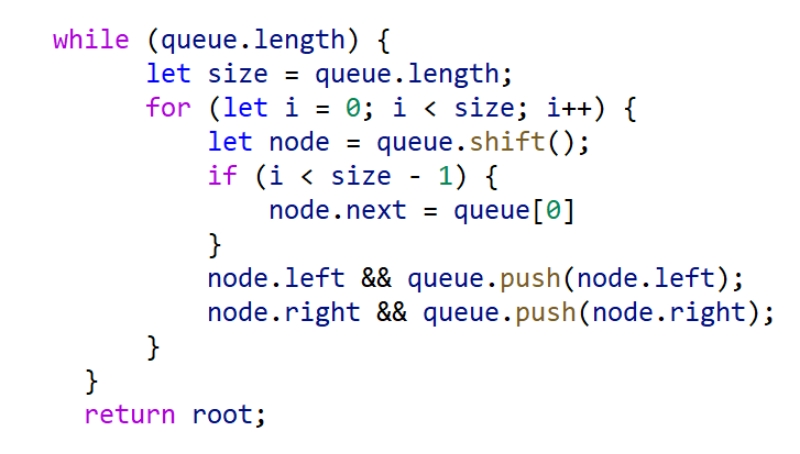 while (queue.length) {
let size = queue.length;
for (let i = 0; i < size; i++) {
let node = queue.shift();
if (i < size - 1) {
node.next = queue[0]
}
node.left && queue.push(node.left);
node.right && queue.push(node.right);
}
}
return root;